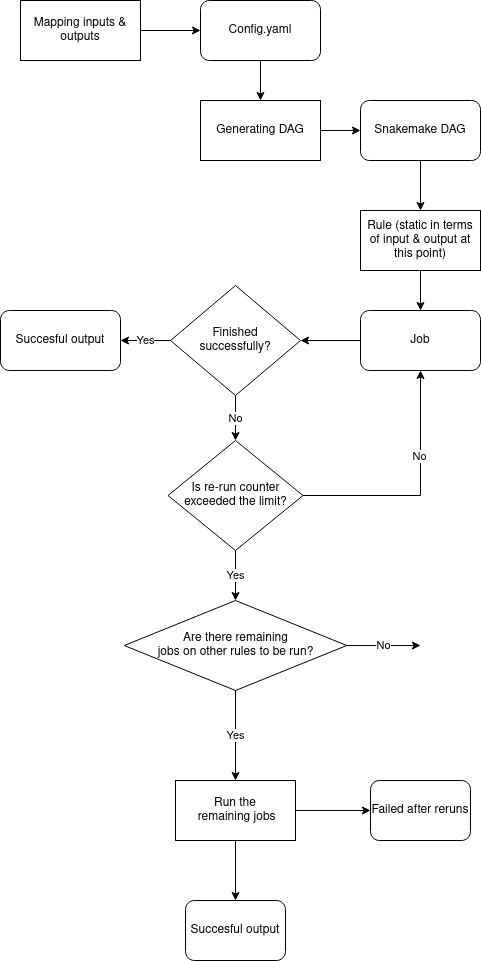 Mapping inputs &
outputs
Config.yaml
Generating DAG
Snakemake DAG
Rule (static in terms
of input & output at
this point)
Succesful output
Yes
Finished
successfully?
Job
No
Is re-run counter
exceeded the limit?
No
Yes
Are there remaining
jobs on other rules to be run?
No
Yes
Run the
remaining jobs
Failed after reruns
Succesful output